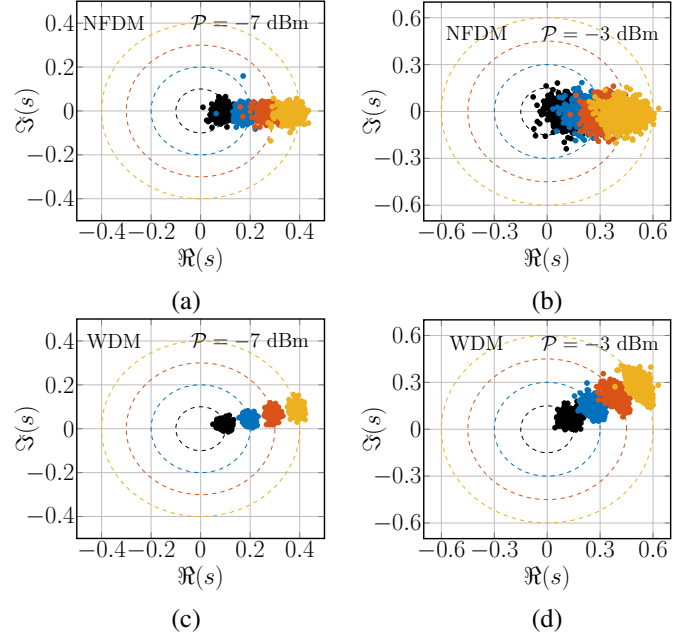 0.4
0.2
0
−0.2
−0.4
ℑ(s)
NFDM P = −7 dBm
−0.4 −0.2 0 0.2 0.4
ℜ(s)
(a)
0.6
0.3
0
−0.3
−0.6
ℑ(s)
NFDM P = −3 dBm
−0.6 −0.3 0 0.3 0.6
ℜ(s)
(b)
0.4
0.2
0
−0.2
−0.4
ℑ(s)
WDM P = −7 dBm
−0.4 −0.2 0 0.2 0.4
ℜ(s)
(c)
0.6
0.3
0
−0.3
−0.6
ℑ(s)
WDM P = −3 dBm
−0.6 −0.3 0 0.3 0.6
ℜ(s)
(d)